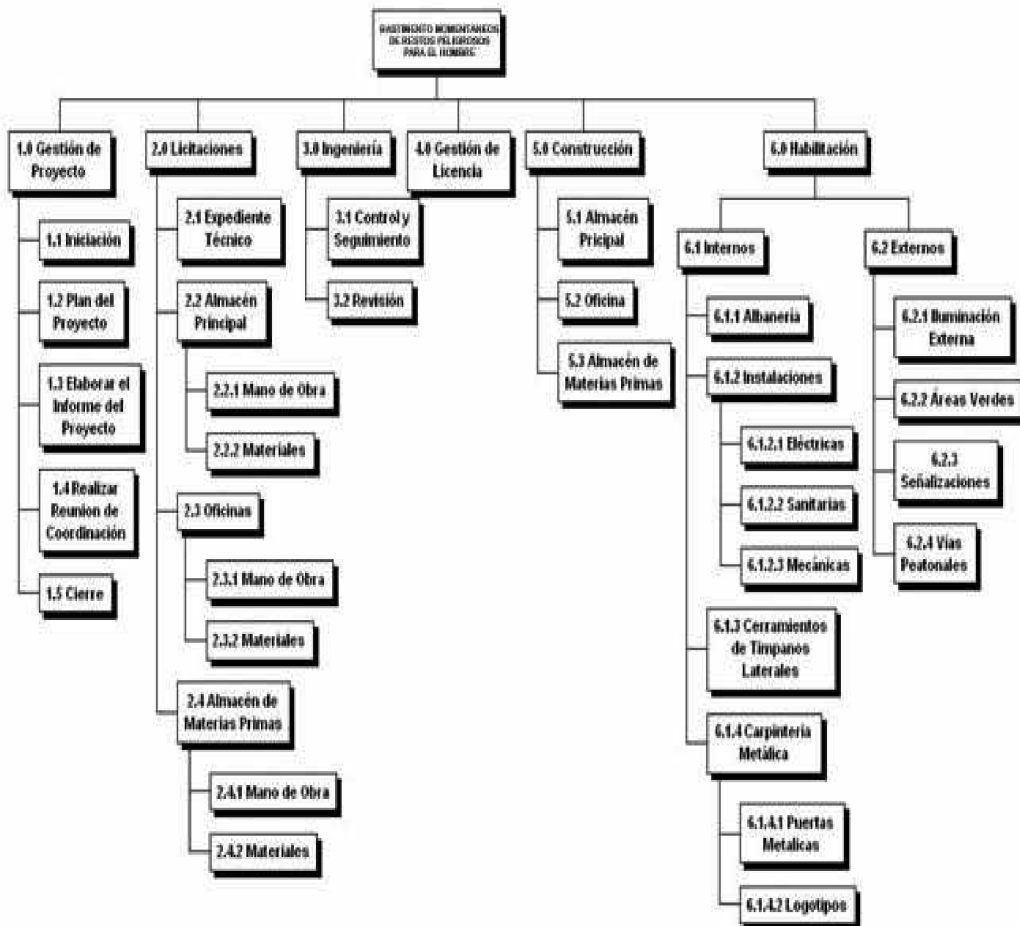 MOMENTANEOS
DE RESTOS PELIGROSOS
PARA EL HOMBRE
1.0 Gestión de
Proyecto
2.0 Licitaciones
3.0 Ingeniería
4.0 Gestión de
Licencia
5.0 Construcción
6.0 Habilitación
1.1 Iniciación
1.2 Plan del
Proyecto
1.3 Elaborar el
Informe del
Proyecto
1.4 Realizar
Reunion de
Coordinación
1.5 Cierre
2.1 Expediente
Técnico
2.2 Almacén
Principal
2.2.1 Mano de Obra
2.2.2 Materiales
2.3 Oficinas
2.3.1 Mano de Obra
2.3.2 Materiales
2.4 Almacén de
Materias Primas
2.4.1 Mano de Obra
2.4.2 Materiales
3.1 Control y
Seguimiento
3.2 Revisión
5.1 Almacén
Pricipal
5.2 Oficina
5.3 Almacén de
Materias Primas
6.1 Internos
6.1.1 Albaneria
6.1.2 Instalaciones
6.1.2.1 Eléctricas
6.1.2.2 Sanitarias
6.1.2.3 Mecánicas
6.1.3 Cerramientos
de Timpanos
Laterales
6.1.4 Carpintería
Metálica
6.1.4.1 Puertas
Metalicas
6.1.4.2 Logotipos
6.2 Externos
6.2.1 Iluminación
Externa
6.2.2 Áreas Verdes
6.2.3
Señalizaciones
6.2.4 Vías
Peatonales